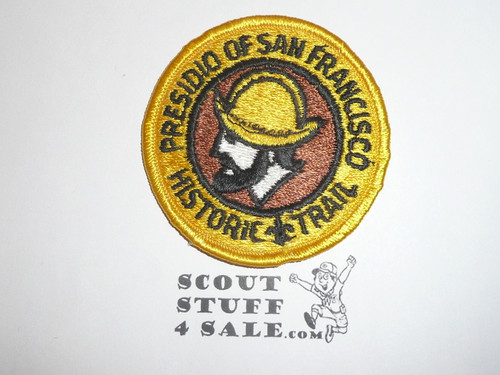 PRESIDIO OF SAN FRANCISCO
HISTORIC TRAIL
SCOUT
STUFF
4 SALE.com